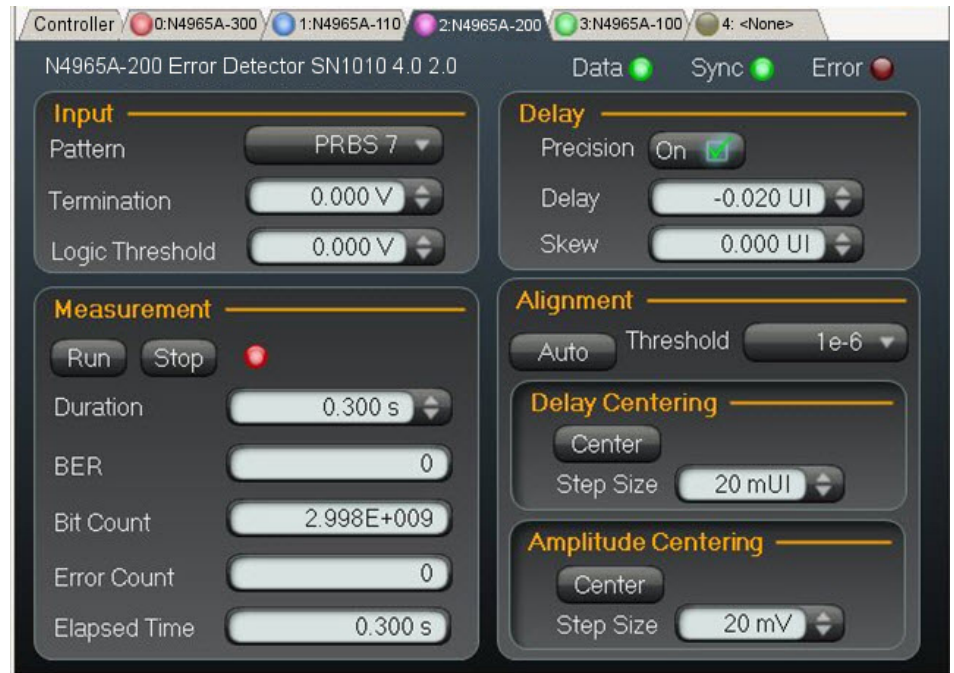 Controller 0:N4965A-300 1:N4965A-110 2:N4965A-200 3:N4965A-100 4: <None>
N4965A-200 Error Detector SN1010 4.0 2.0 Data Sync Error
Input
Pattern PRBS 7
Termination 0.000 V
Logic Threshold 0.000 V
Delay
Precision On
Delay -0.020 UI
Skew 0.000 UI
Measurement
Run Stop
Duration 0.300 s
BER 0
Bit Count 2.998E+009
Error Count 0
Elapsed Time 0.300 s
Alignment
Auto Threshold 1e-6
Delay Centering
Center
Step Size 20 mUI
Amplitude Centering
Center
Step Size 20 mV